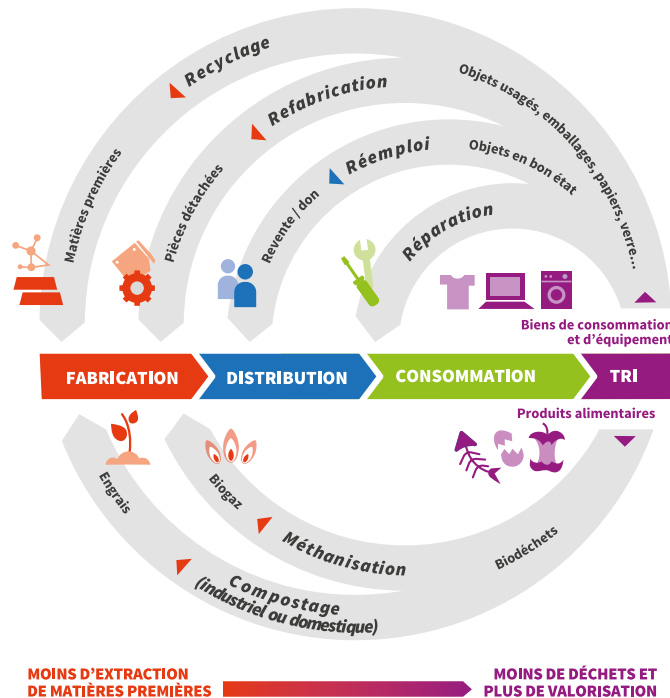 Recyclage
Objets usagés, emballages, papiers, verre...
Matières premières
Refabrication
Pièces détachées
Réemploi
Objets en bon état
Revente / don
Réparation
Biens de consommation
et d'équipement
FABRICATION
DISTRIBUTION
CONSOMMATION
TRI
Produits alimentaires
Engrais
Biogaz
Méthanisation
Biodéchets
Compostage
(industriel ou domestique)
MOINS D'EXTRACTION
DE MATIÈRES PREMIÈRES
MOINS DE DÉCHETS ET
PLUS DE VALORISATION